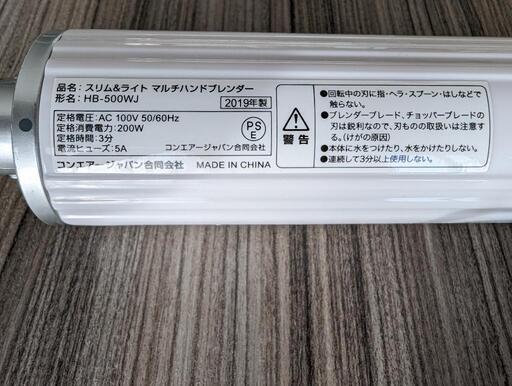 品名：スリム&ライト マルチハンドブレンダー
形名：HB-500WJ
2019年製
定格電圧：AC 100V 50/60Hz
定格消費電力：200W
定格時間：3分
電流ヒューズ：5A
PS
E
コンエアージャパン合同会社
コンエアージャパン合同会社 MADE IN CHINA
警告
●回転中の刃に指・ヘラ・スプーン・はしなどで
触らない。
●ブレンダーブレード、チョッパーブレードの
刃は鋭利なので、刃ものの取扱いは注意す
る。(けがの原因)
●本体に水をつけたり、水をかけたりしない。
●連続して3分以上使用しない。